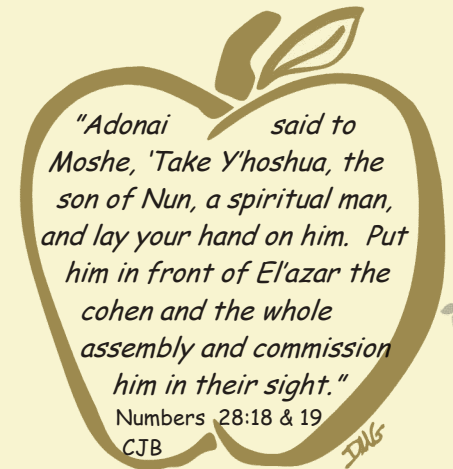 "Adonai said to
Moshe, 'Take Y'hoshua, the
son of Nun, a spiritual man,
and lay your hand on him. Put
him in front of El'azar the
cohen and the whole
assembly and commission
him in their sight."
Numbers 28:18 & 19
CJB
DWG